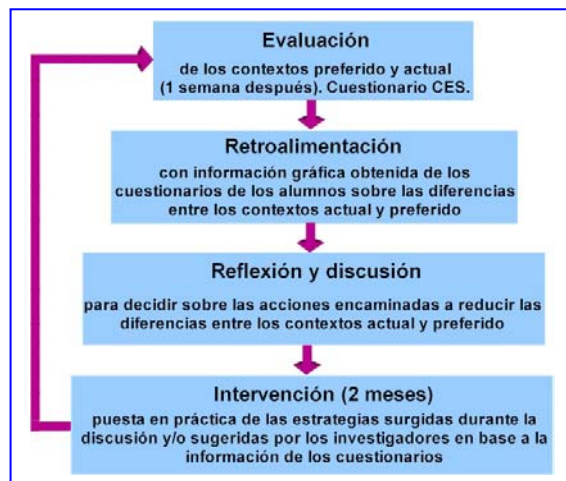 Evaluación
de los contextos preferido y actual
(1 semana después). Cuestionario CES.
Retroalimentación
con información gráfica obtenida de los
cuestionarios de los alumnos sobre las diferencias
entre los contextos actual y preferido
Reflexión y discusión
para decidir sobre las acciones encaminadas a reducir las
diferencias entre los contextos actual y preferido
Intervención (2 meses)
puesta en práctica de las estrategias surgidas durante la
discusión y/o sugeridas por los investigadores en base a la
información de los cuestionarios